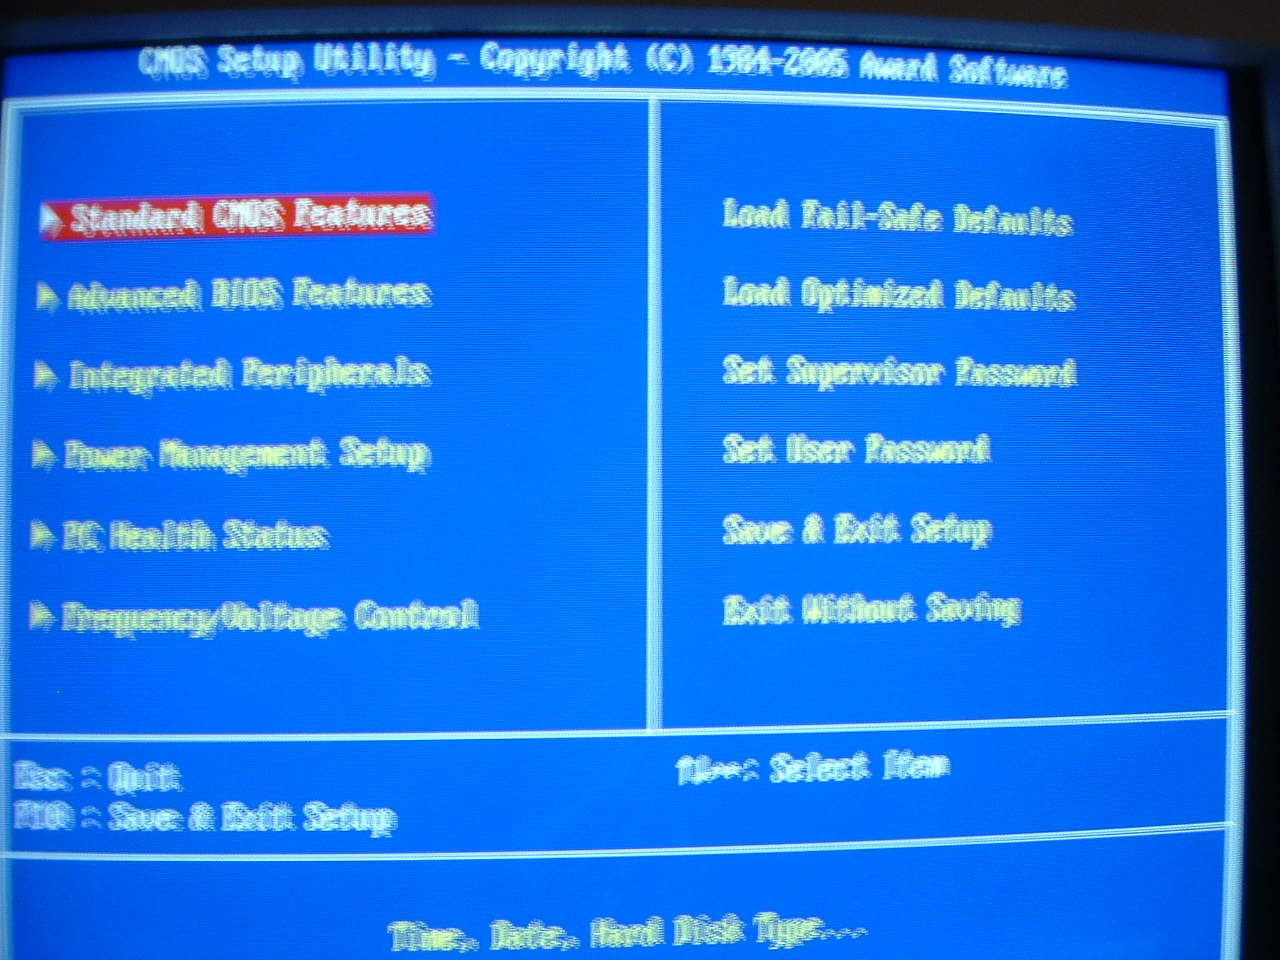 CMOS Setup Utility - Copyright (C) 1984-2005 Award Software
▶ Standard CMOS Features
▶ Advanced BIOS Features
▶ Integrated Peripherals
▶ Power Management Setup
▶ PC Health Status
▶ Frequency/Voltage Control
Load Fail-Safe Defaults
Load Optimized Defaults
Set Supervisor Password
Set User Password
Save & Exit Setup
Exit Without Saving
Esc : Quit
F10 : Save & Exit Setup
↑↓→← : Select Item
Time, Date, Hard Disk Type...